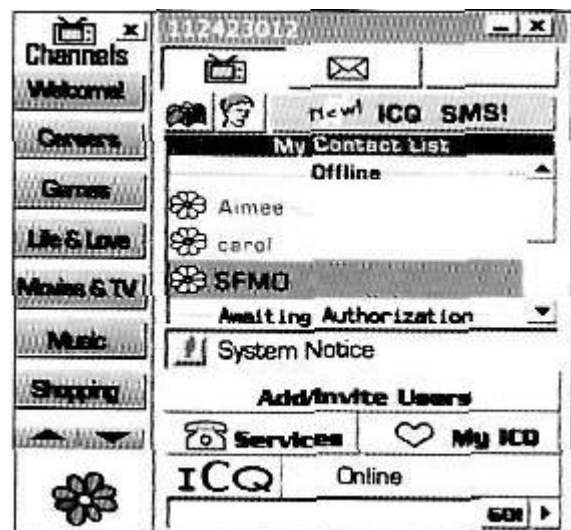 Channels
Welcome!
Careers
Games
Life & Love
Movies & TV
Music
Shopping
112423012
New! ICQ SMS!
My Contact List
Offline
Aimee
carol
SFMO
Awaiting Authorization
System Notice
Add/Invite Users
Services
My ICQ
ICQ
Online
GO!